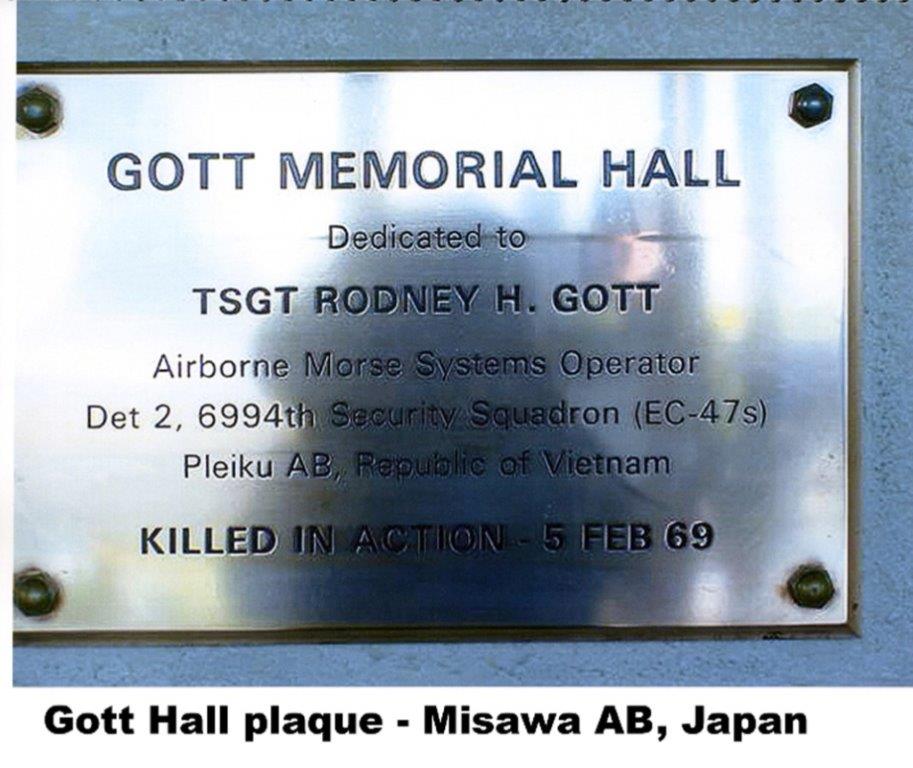 GOTT MEMORIAL HALL
Dedicated to
TSGT RODNEY H. GOTT
Airborne Morse Systems Operator
Det 2, 6994th Security Squadron (EC-47s)
Pleiku AB, Republic of Vietnam
KILLED IN ACTION - 5 FEB 69
Gott Hall plaque - Misawa AB, Japan